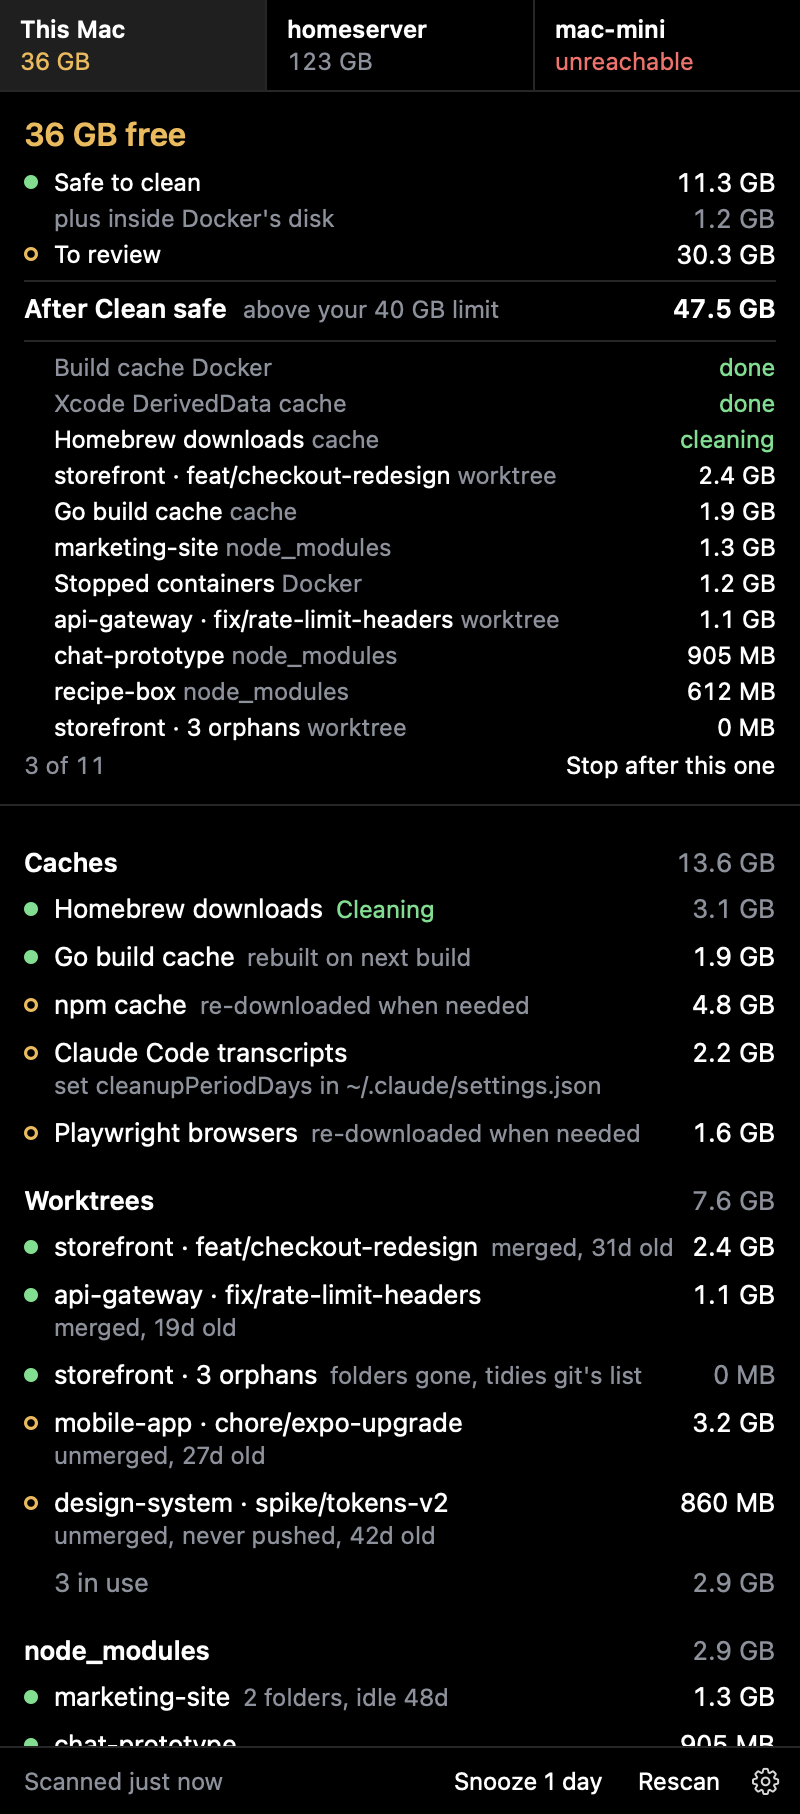 This Mac
36 GB
homeserver
123 GB
mac-mini
unreachable
36 GB free
Safe to clean 11.3 GB
plus inside Docker's disk 1.2 GB
To review 30.3 GB
After Clean safe above your 40 GB limit 47.5 GB
Build cache Docker done
Xcode DerivedData cache done
Homebrew downloads cache cleaning
storefront · feat/checkout-redesign worktree 2.4 GB
Go build cache cache 1.9 GB
marketing-site node_modules 1.3 GB
Stopped containers Docker 1.2 GB
api-gateway · fix/rate-limit-headers worktree 1.1 GB
chat-prototype node_modules 905 MB
recipe-box node_modules 612 MB
storefront · 3 orphans worktree 0 MB
3 of 11 Stop after this one
Caches 13.6 GB
Homebrew downloads Cleaning 3.1 GB
Go build cache rebuilt on next build 1.9 GB
npm cache re-downloaded when needed 4.8 GB
Claude Code transcripts 2.2 GB
set cleanupPeriodDays in ~/.claude/settings.json
Playwright browsers re-downloaded when needed 1.6 GB
Worktrees 7.6 GB
storefront · feat/checkout-redesign merged, 31d old 2.4 GB
api-gateway · fix/rate-limit-headers 1.1 GB
merged, 19d old
storefront · 3 orphans folders gone, tidies git's list 0 MB
mobile-app · chore/expo-upgrade 3.2 GB
unmerged, 27d old
design-system · spike/tokens-v2 860 MB
unmerged, never pushed, 42d old
3 in use 2.9 GB
node_modules 2.9 GB
marketing-site 2 folders, idle 48d 1.3 GB
chat-prototype 905 MB
Scanned just now Snooze 1 day Rescan